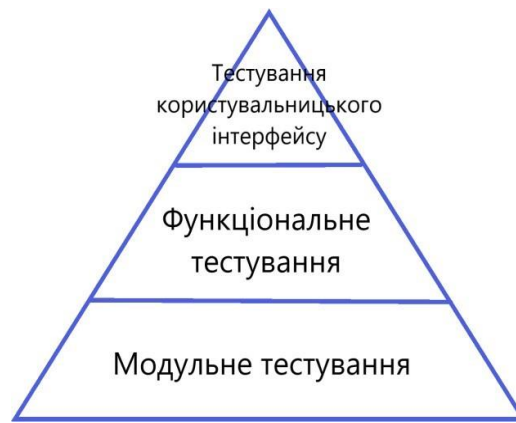 Тестування
користувальницького
інтерфейсу
Функціональне
тестування
Модульне тестування